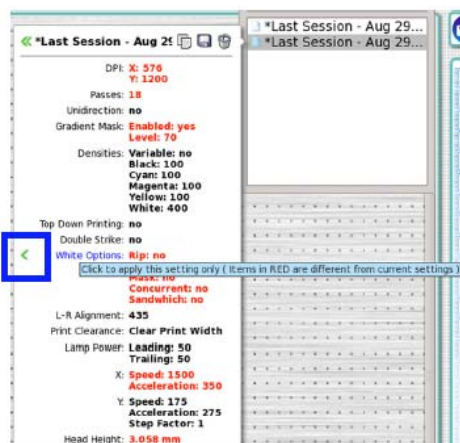 *Last Session - Aug 29
*Last Session - Aug 29...
*Last Session - Aug 29...
DPI: X: 576
Y: 1200
Passes: 18
Unidirection: no
Gradient Mask: Enabled: yes
Level: 70
Densities: Variable: no
Black: 100
Cyan: 100
Magenta: 100
Yellow: 100
White: 400
Top Down Printing: no
Double Strike: no
White Options: Rip: no
Click to apply this setting only ( Items in RED are different from current settings )
Mask: no
Concurrent: no
Sandwhich: no
L-R Alignment: 435
Print Clearance: Clear Print Width
Lamp Power: Leading: 50
Trailing: 50
X: Speed: 1500
Acceleration: 350
Y: Speed: 175
Acceleration: 275
Step Factor: 1
Head Height: 3.058 mm